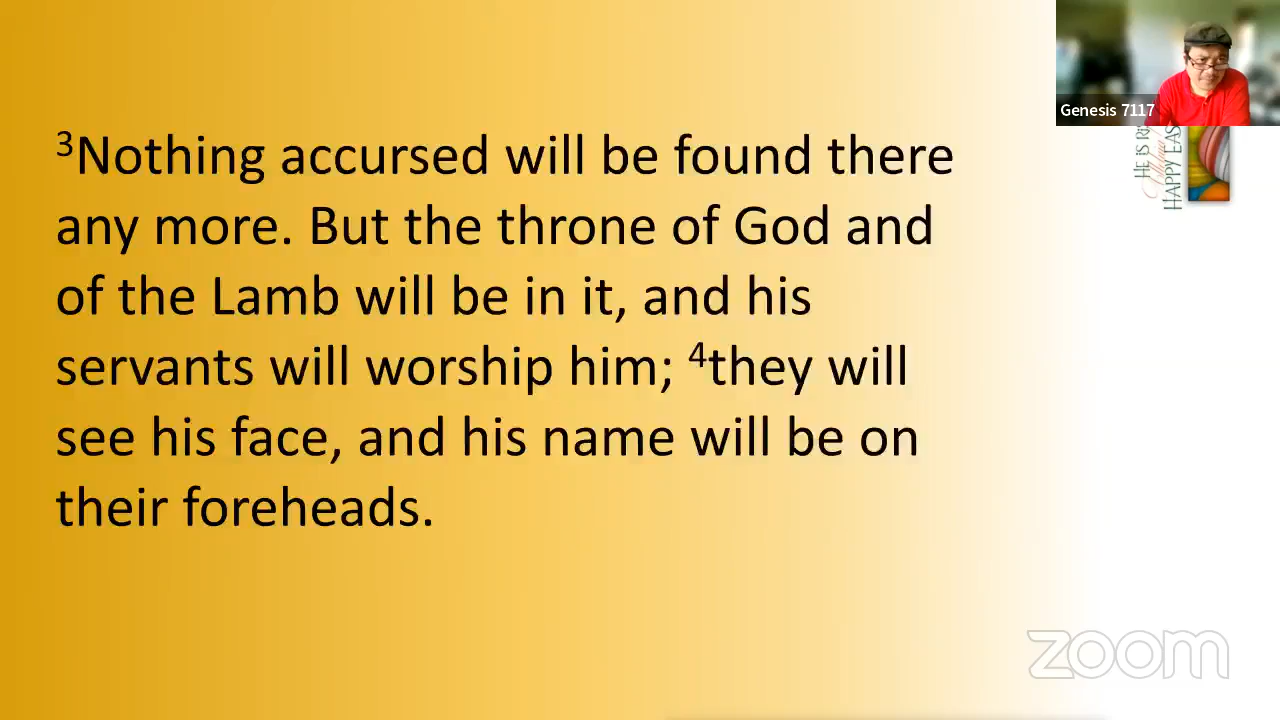 ³Nothing accursed will be found there
any more. But the throne of God and
of the Lamb will be in it, and his
servants will worship him; ⁴they will
see his face, and his name will be on
their foreheads.
Genesis 7117
HE IS
HAPPY
zoom